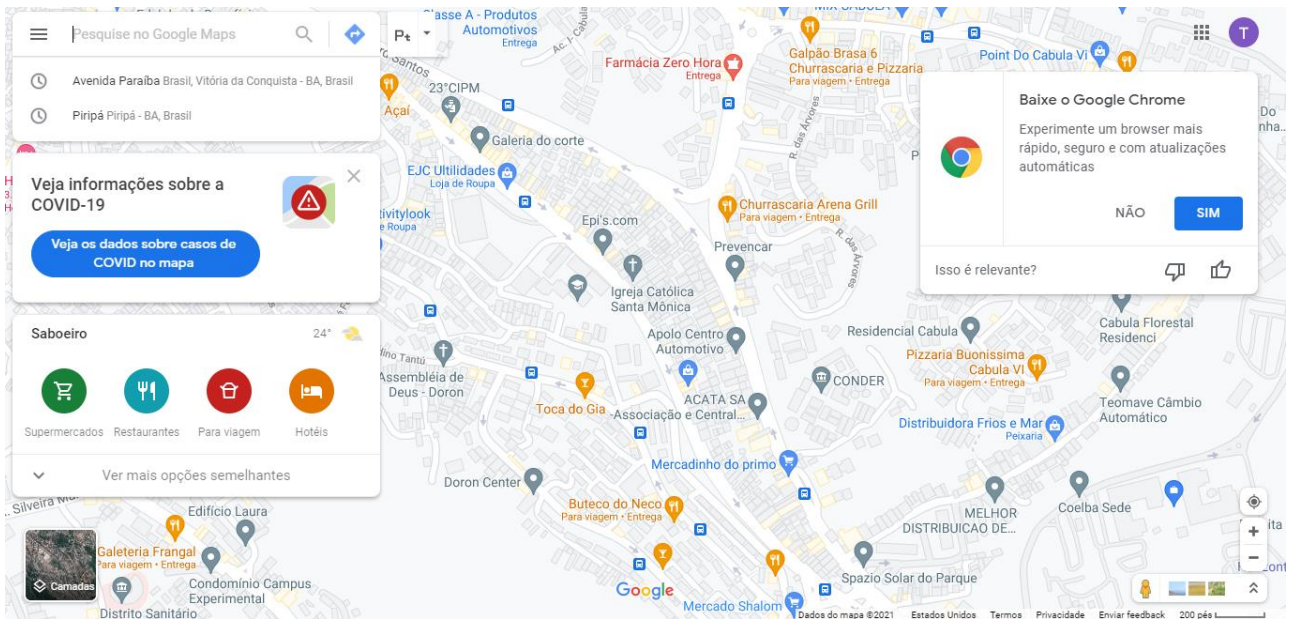 MIX CABULA
Classe A - Produtos
Automotivos
Entrega
Pesquise no Google Maps
Avenida Paraíba Brasil, Vitória da Conquista - BA, Brasil
Piripá Piripá - BA, Brasil
Veja informações sobre a
COVID-19
Veja os dados sobre casos de
COVID no mapa
Saboeiro
24°
Supermercados
Restaurantes
Para viagem
Hotéis
Ver mais opções semelhantes
Camadas
Santos
Açaí
23°CIPM
Galeria do corte
Farmácia Zero Hora
Entrega
Galpão Brasa 6
Churrascaria e Pizzaria
Para viagem • Entrega
Point Do Cabula Vi
T
Baixe o Google Chrome
Experimente um browser mais
rápido, seguro e com atualizações
automáticas
NÃO
SIM
Isso é relevante?
R. das Árvores
EJC Ultilidades
Loja de Roupa
Epi's.com
Churrascaria Arena Grill
Para viagem • Entrega
Prevencar
R. das Árvores
Igreja Católica
Santa Mônica
Apolo Centro
Automotivo
Residencial Cabula
Cabula Florestal
Residenci
Pizzaria Buonissima
Cabula VI
Para viagem • Entrega
CONDER
Assembléia de
Deus - Doron
Toca do Gia
ACATA SA
-Associação e Central...
Teomave Câmbio
Automático
Distribuidora Frios e Mar
Peixaria
Mercadinho do primo
Doron Center
Buteco do Neco
Para viagem • Entrega
MELHOR
DISTRIBUICAO DE...
Coelba Sede
Edifício Laura
Galeteria Frangal
Para viagem • Entrega
Condomínio Campus
Experimental
Distrito Sanitário
Spazio Solar do Parque
Google
Mercado Shalom
Dados do mapa ©2021
Estados Unidos
Termos
Privacidade
Enviar feedback
200 pés